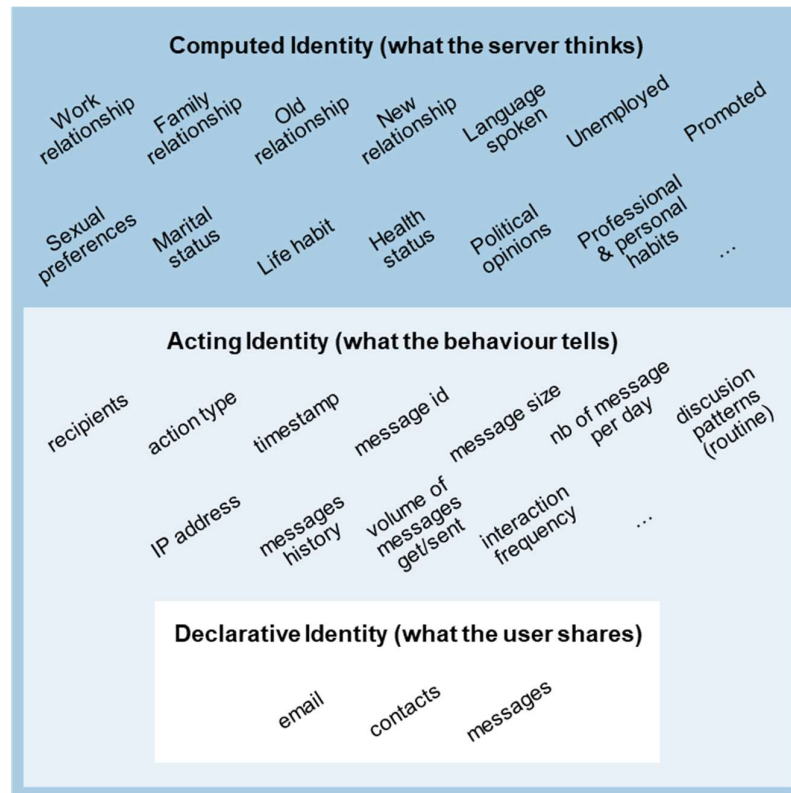 Computed Identity (what the server thinks)
Work
relationship
Family
relationship
Old
relationship
New
relationship
Language
spoken
Unemployed
Promoted
Sexual
preferences
Marital
status
Life habit
Health
status
Political
opinions
Professional
& personal
habits
...
Acting Identity (what the behaviour tells)
recipients
action type
timestamp
message id
message size
nb of message
per day
discusion
patterns
(routine)
IP address
messages
history
volume of
messages
get/sent
interaction
frequency
...
Declarative Identity (what the user shares)
email
contacts
messages